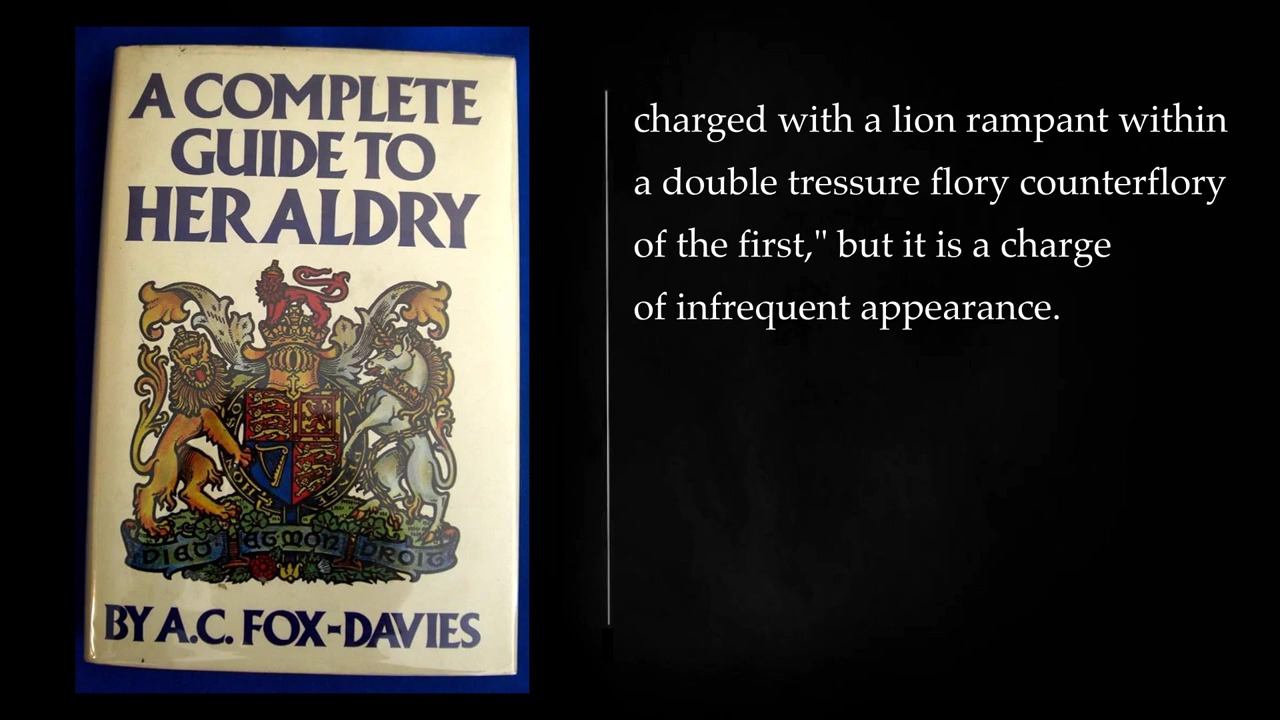 A COMPLETE
GUIDE TO
HERALDRY
DIEU ET MON DROIT
BY A.C. FOX-DAVIES
charged with a lion rampant within
a double tressure flory counterflory
of the first," but it is a charge
of infrequent appearance.